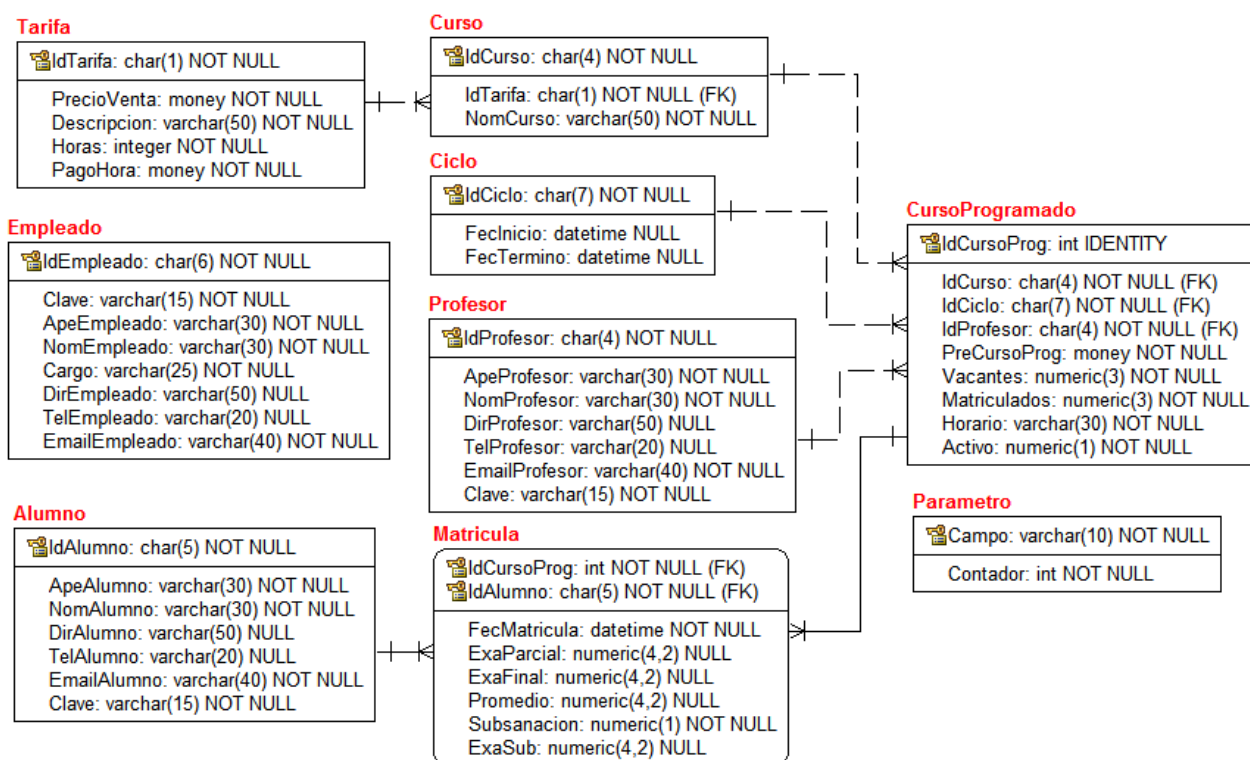 Tarifa
IdTarifa: char(1) NOT NULL
PrecioVenta: money NOT NULL
Descripcion: varchar(50) NOT NULL
Horas: integer NOT NULL
PagoHora: money NOT NULL
Curso
IdCurso: char(4) NOT NULL
IdTarifa: char(1) NOT NULL (FK)
NomCurso: varchar(50) NOT NULL
Ciclo
IdCiclo: char(7) NOT NULL
FecInicio: datetime NULL
FecTermino: datetime NULL
Empleado
IdEmpleado: char(6) NOT NULL
Clave: varchar(15) NOT NULL
ApeEmpleado: varchar(30) NOT NULL
NomEmpleado: varchar(30) NOT NULL
Cargo: varchar(25) NOT NULL
DirEmpleado: varchar(50) NULL
TelEmpleado: varchar(20) NULL
EmailEmpleado: varchar(40) NOT NULL
Profesor
IdProfesor: char(4) NOT NULL
ApeProfesor: varchar(30) NOT NULL
NomProfesor: varchar(30) NOT NULL
DirProfesor: varchar(50) NULL
TelProfesor: varchar(20) NULL
EmailProfesor: varchar(40) NOT NULL
Clave: varchar(15) NOT NULL
CursoProgramado
IdCursoProg: int IDENTITY
IdCurso: char(4) NOT NULL (FK)
IdCiclo: char(7) NOT NULL (FK)
IdProfesor: char(4) NOT NULL (FK)
PreCursoProg: money NOT NULL
Vacantes: numeric(3) NOT NULL
Matriculados: numeric(3) NOT NULL
Horario: varchar(30) NOT NULL
Activo: numeric(1) NOT NULL
Alumno
IdAlumno: char(5) NOT NULL
ApeAlumno: varchar(30) NOT NULL
NomAlumno: varchar(30) NOT NULL
DirAlumno: varchar(50) NULL
TelAlumno: varchar(20) NULL
EmailAlumno: varchar(40) NOT NULL
Clave: varchar(15) NOT NULL
Matricula
IdCursoProg: int NOT NULL (FK)
IdAlumno: char(5) NOT NULL (FK)
FecMatricula: datetime NOT NULL
ExaParcial: numeric(4,2) NULL
ExaFinal: numeric(4,2) NULL
Promedio: numeric(4,2) NULL
Subsanacion: numeric(1) NOT NULL
ExaSub: numeric(4,2) NULL
Parametro
Campo: varchar(10) NOT NULL
Contador: int NOT NULL